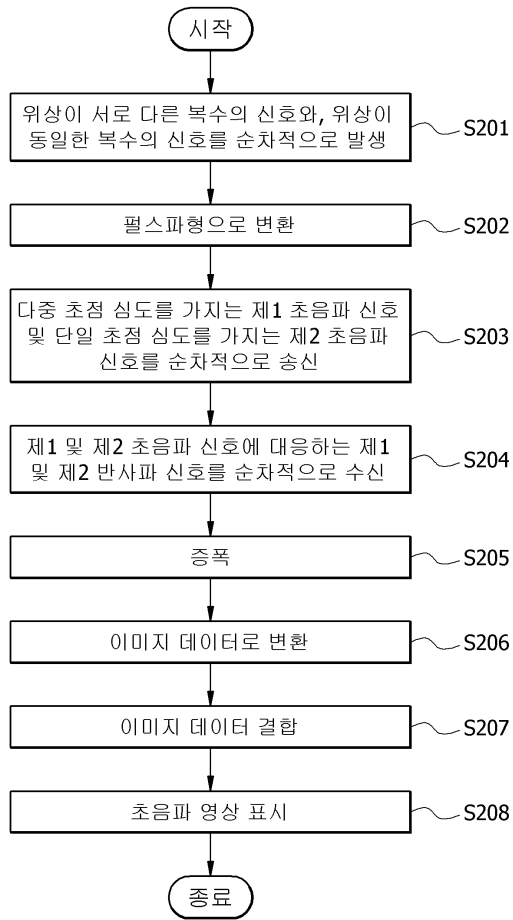 시작
위상이 서로 다른 복수의 신호와, 위상이
동일한 복수의 신호를 순차적으로 발생
S201
펄스파형으로 변환
S202
다중 초점 심도를 가지는 제1 초음파 신호
및 단일 초점 심도를 가지는 제2 초음파
신호를 순차적으로 송신
S203
제1 및 제2 초음파 신호에 대응하는 제1
및 제2 반사파 신호를 순차적으로 수신
S204
증폭
S205
이미지 데이터로 변환
S206
이미지 데이터 결합
S207
초음파 영상 표시
S208
종료